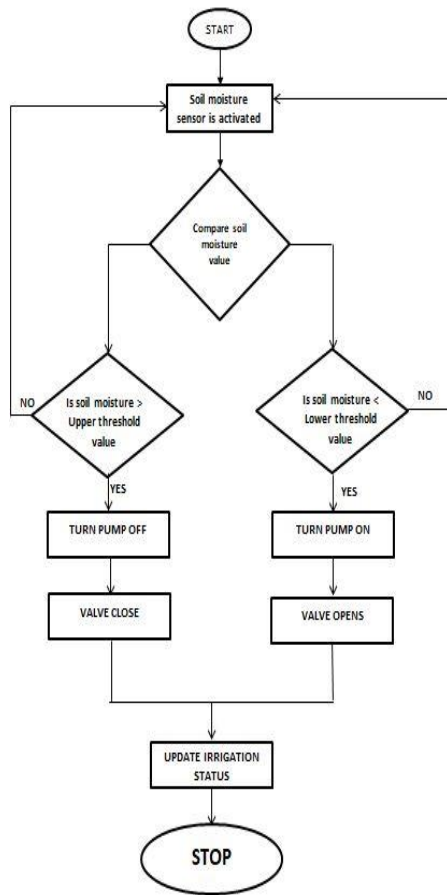 START
Soil moisture
sensor is activated
Compare soil
moisture
value
NO
Is soil moisture >
Upper threshold
value
Is soil moisture <
Lower threshold
value
NO
YES
YES
TURN PUMP OFF
TURN PUMP ON
VALVE CLOSE
VALVE OPENS
UPDATE IRRIGATION
STATUS
STOP